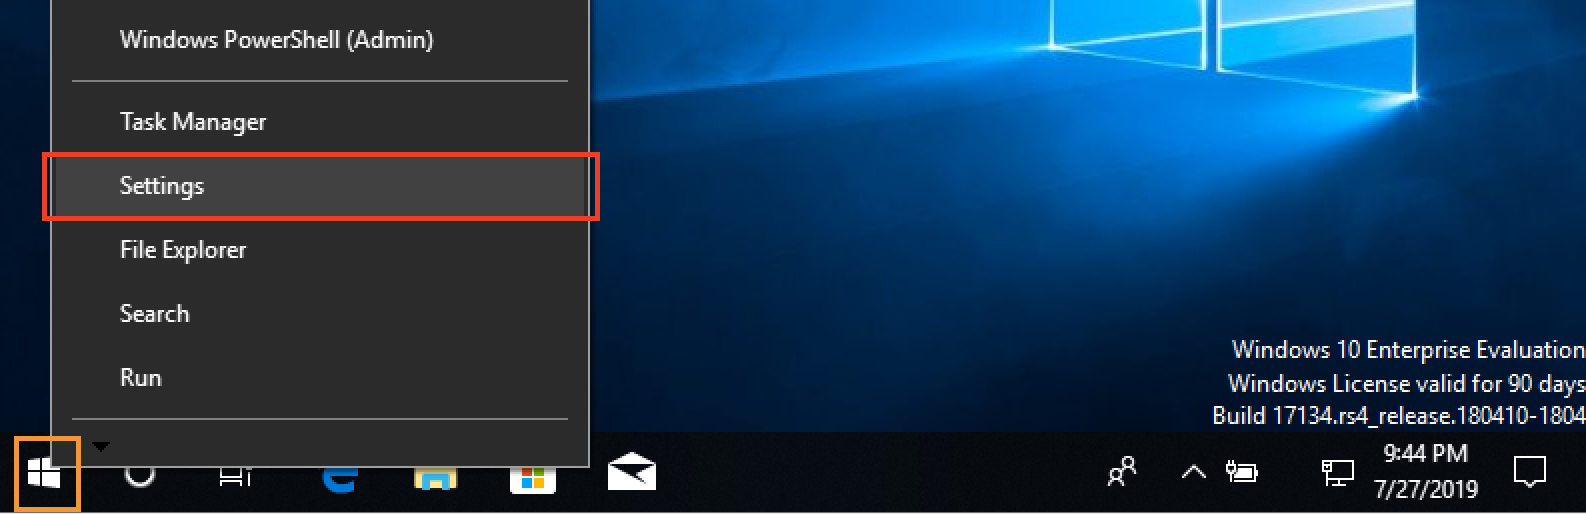 Windows PowerShell (Admin)
Task Manager
Settings
File Explorer
Search
Run
Windows 10 Enterprise Evaluation
Windows License valid for 90 days
Build 17134.rs4_release.180410-1804
9:44 PM
7/27/2019